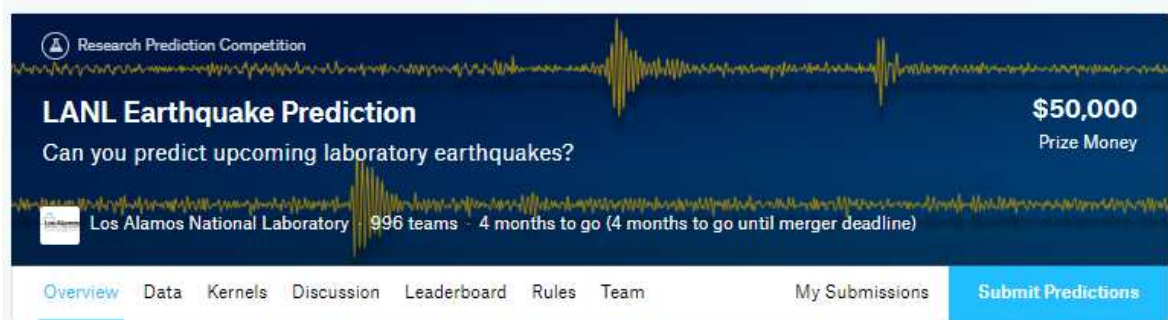 Research Prediction Competition
LANL Earthquake Prediction
$50,000
Can you predict upcoming laboratory earthquakes?
Prize Money
Los Alamos National Laboratory · 996 teams · 4 months to go (4 months to go until merger deadline)
Overview Data Kernels Discussion Leaderboard Rules Team My Submissions Submit Predictions